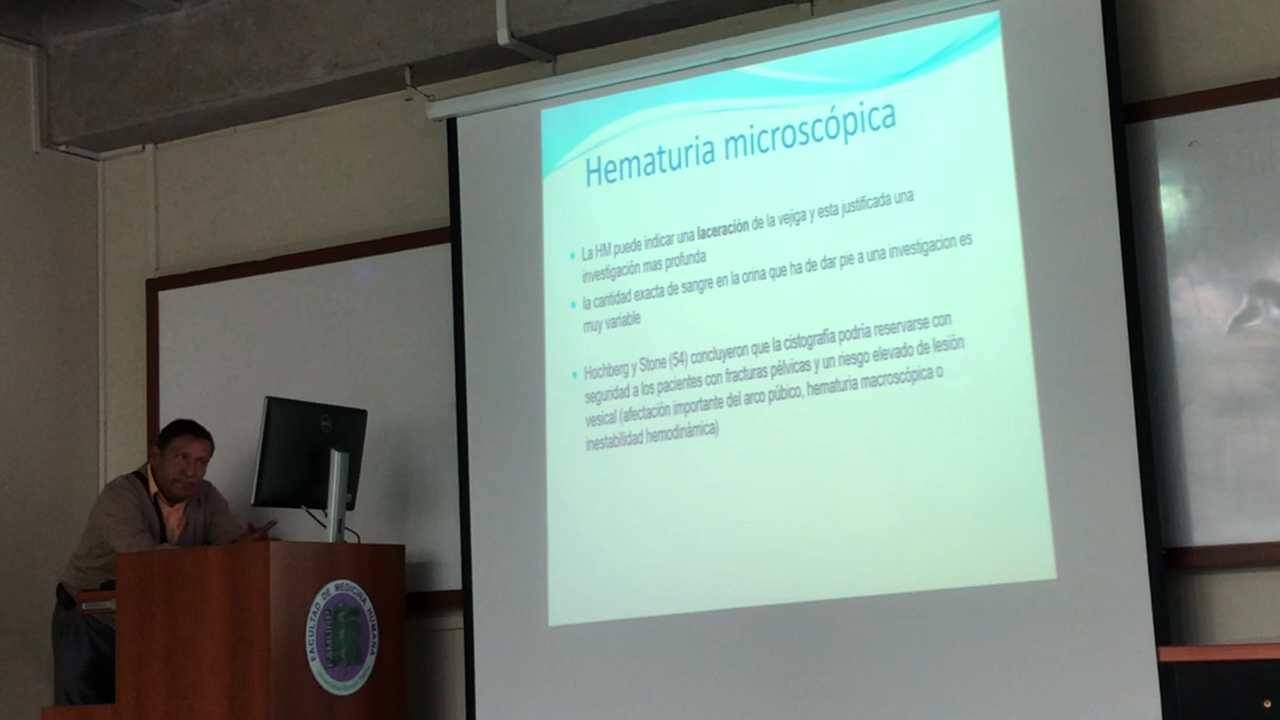 Hematuria microscópica
La HM puede indicar una laceración de la vejiga y esta justificada una
investigación mas profunda
la cantidad exacta de sangre en la orina que ha de dar pie a una investigacion es
muy variable
Hochberg y Stone (54) concluyeron que la cistografía podría reservarse con
seguridad a los pacientes con fracturas pélvicas y un riesgo elevado de lesión
vesical (afectación importante del arco púbico, hematuria macroscópica o
inestabilidad hemodinámica)
DELL
FACULTAD DE MEDICINA HUMANA
FAMURP